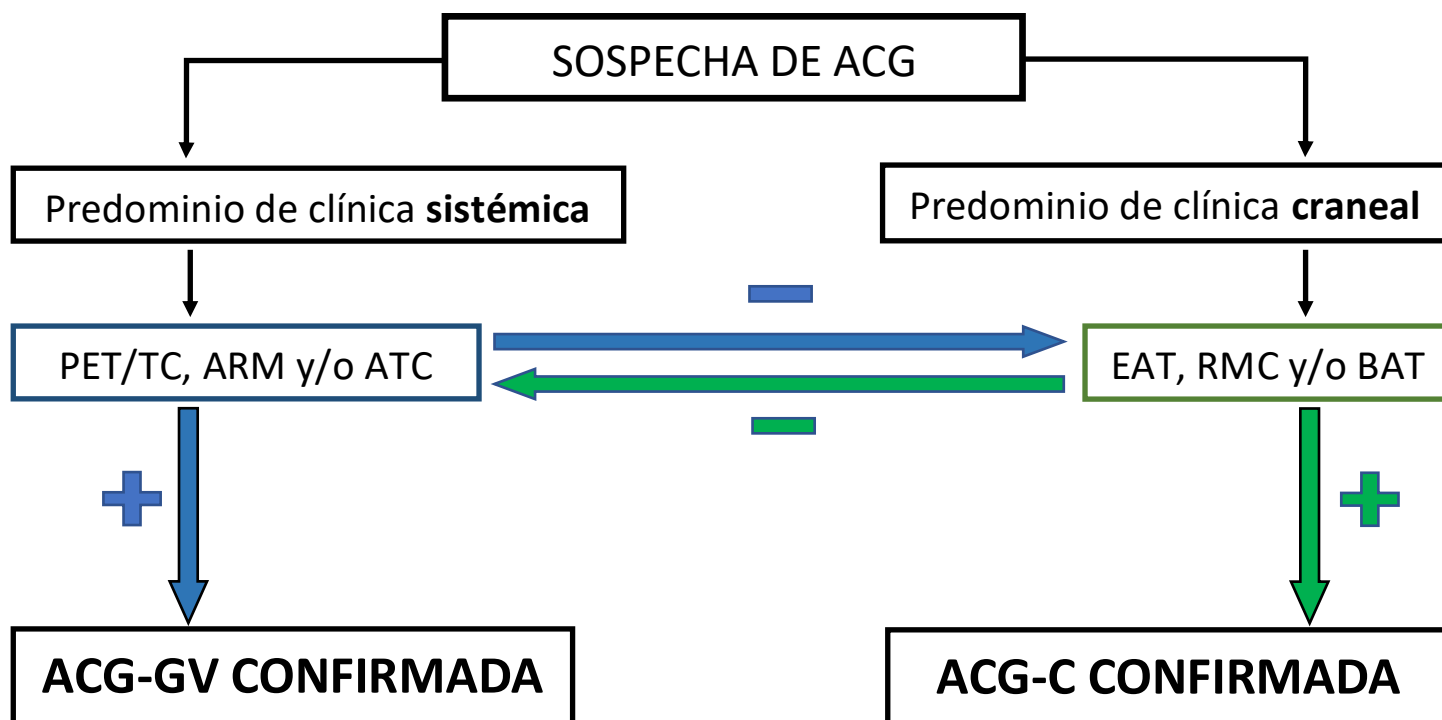 SOSPECHA DE ACG
Predominio de clínica sistémica
Predominio de clínica craneal
PET/TC, ARM y/o ATC
EAT, RMC y/o BAT
ACG-GV CONFIRMADA
ACG-C CONFIRMADA